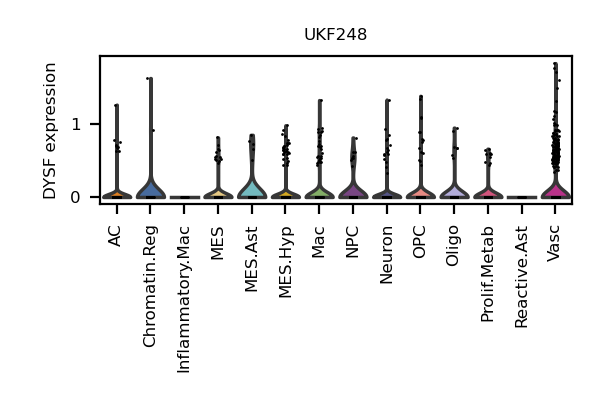 UKF248
DYSF expression
1
0
AC
Chromatin.Reg
Inflammatory.Mac
MES
MES.Ast
MES.Hyp
Mac
NPC
Neuron
OPC
Oligo
Prolif.Metab
Reactive.Ast
Vasc